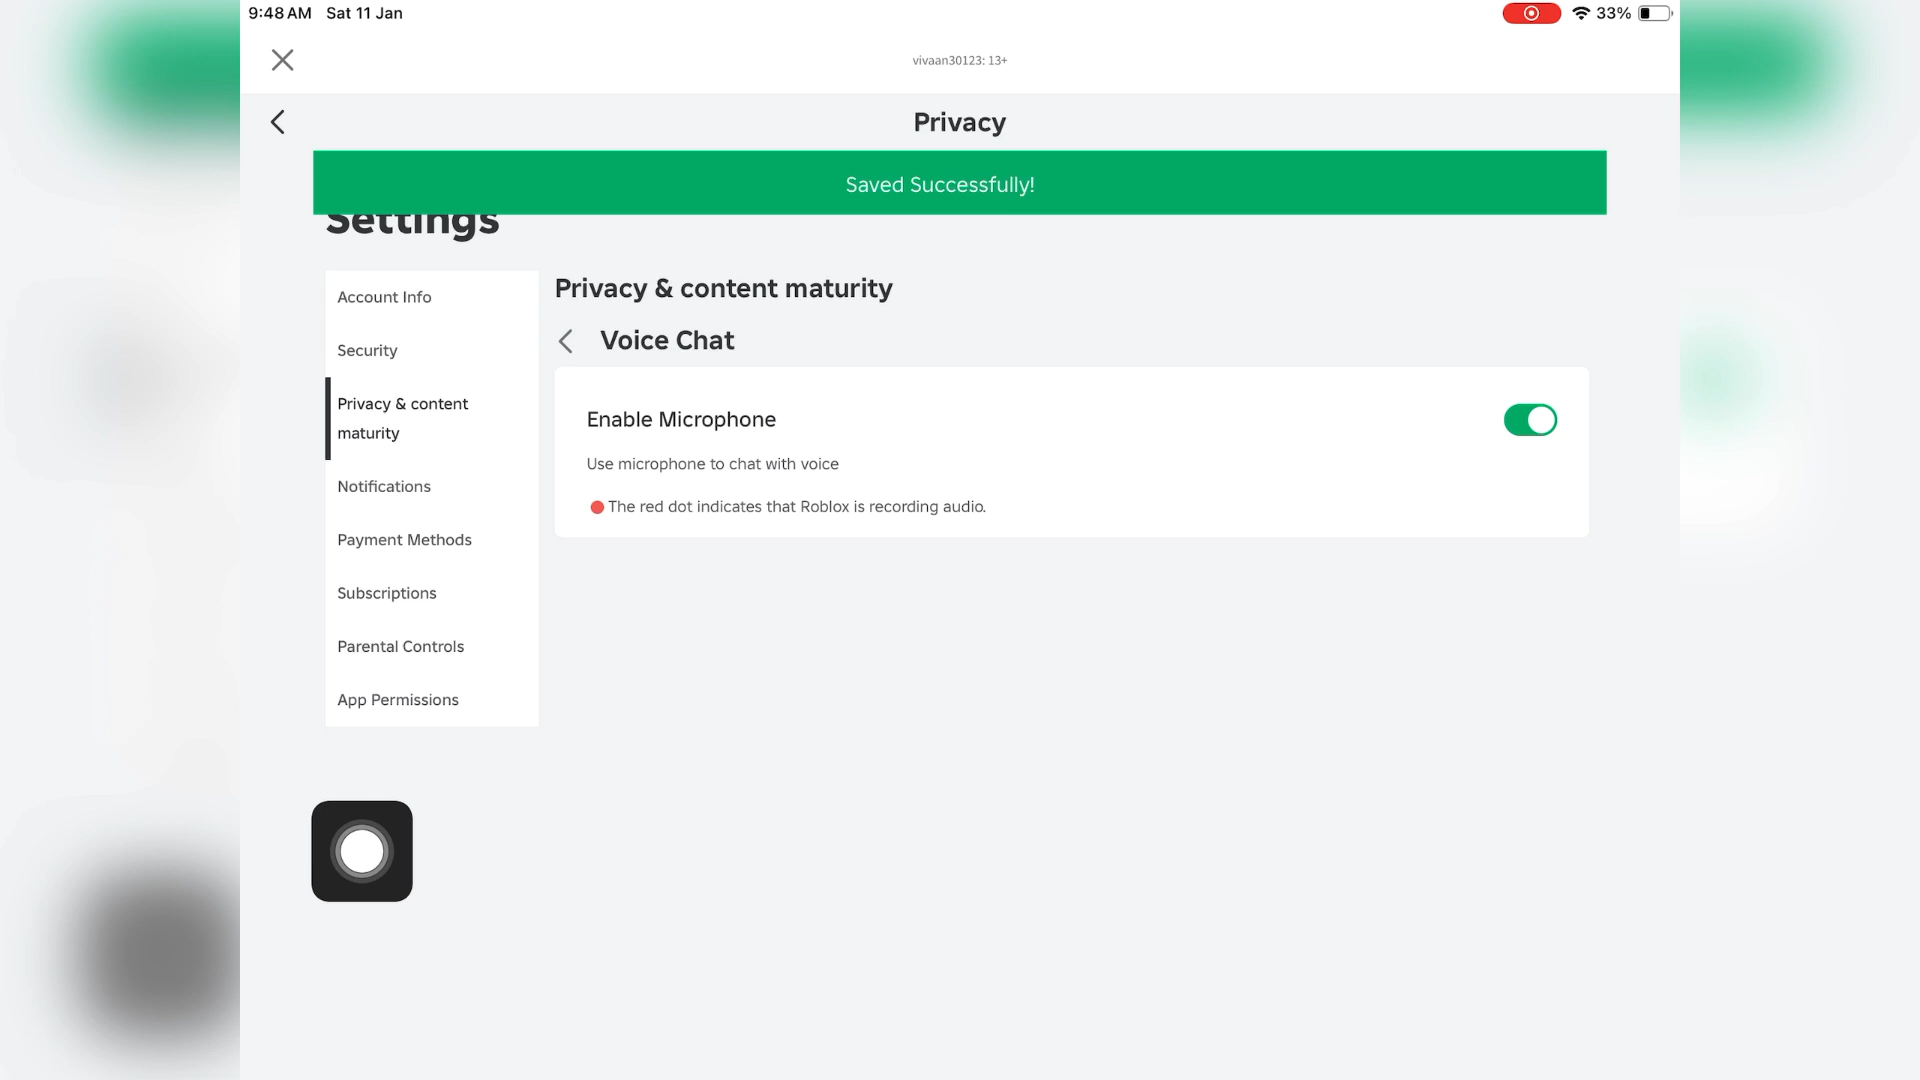 9:48 AM Sat 11 Jan
33%
vivaan30123: 13+
Privacy
Saved Successfully!
Settings
Account Info
Security
Privacy & content
maturity
Notifications
Payment Methods
Subscriptions
Parental Controls
App Permissions
Privacy & content maturity
Voice Chat
Enable Microphone
Use microphone to chat with voice
The red dot indicates that Roblox is recording audio.